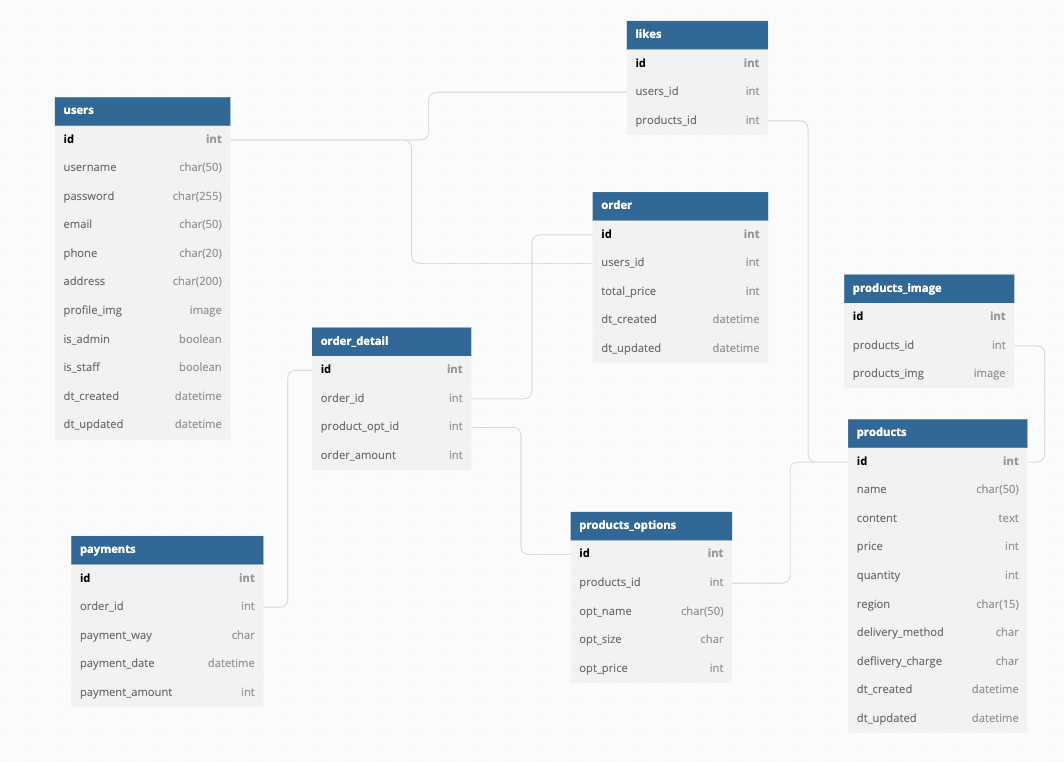 likes
id int
users_id int
products_id int
users
id int
username char(50)
password char(255)
email char(50)
phone char(20)
address char(200)
profile_img image
is_admin boolean
is_staff boolean
dt_created datetime
dt_updated datetime
order
id int
users_id int
total_price int
dt_created datetime
dt_updated datetime
products_image
id int
products_id int
products_img image
order_detail
id int
order_id int
product_opt_id int
order_amount int
products
id int
name char(50)
content text
price int
quantity int
region char(15)
delivery_method char
deflivery_charge char
dt_created datetime
dt_updated datetime
products_options
id int
products_id int
opt_name char(50)
opt_size char
opt_price int
payments
id int
order_id int
payment_way char
payment_date datetime
payment_amount int